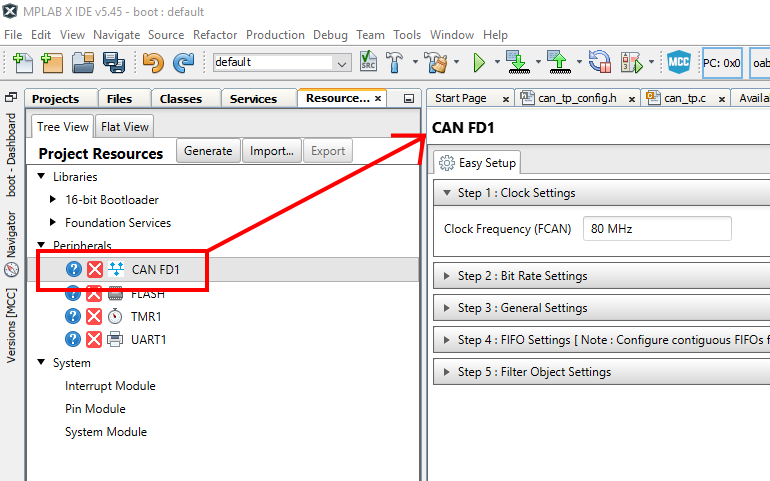 MPLAB X IDE v5.45 - boot : default
File Edit View Navigate Source Refactor Production Debug Team Tools Window Help
default
SRC
MCC
PC: 0x0
oab
Projects
Files
Classes
Services
Resource... ×
Start Page ×
can_tp_config.h ×
can_tp.c ×
Availa
Tree View
Flat View
Project Resources
Generate
Import...
Export
Libraries
16-bit Bootloader
Foundation Services
Peripherals
CAN FD1
FLASH
TMR1
UART1
System
Interrupt Module
Pin Module
System Module
boot - Dashboard
Navigator
Versions [MCC]
CAN FD1
Easy Setup
Step 1 : Clock Settings
Clock Frequency (FCAN) 80 MHz
Step 2 : Bit Rate Settings
Step 3 : General Settings
Step 4 : FIFO Settings [ Note : Configure contiguous FIFOs f
Step 5 : Filter Object Settings